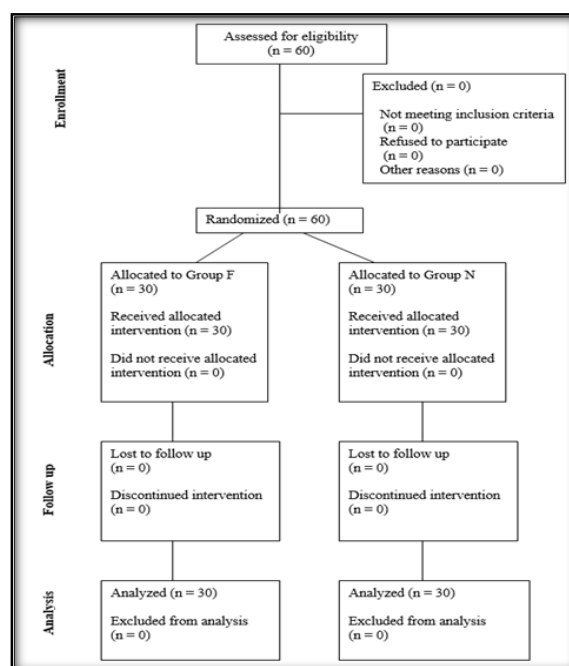 Assessed for eligibility
(n = 60)
Enrollment
Excluded (n = 0)
Not meeting inclusion criteria
(n = 0)
Refused to participate
(n = 0)
Other reasons (n = 0)
Randomized (n = 60)
Allocation
Allocated to Group F
(n = 30)
Received allocated
intervention (n = 30)
Did not receive allocated
intervention (n = 0)
Allocated to Group N
(n = 30)
Received allocated
intervention (n = 30)
Did not receive allocated
intervention (n = 0)
Follow up
Lost to follow up
(n = 0)
Discontinued intervention
(n = 0)
Lost to follow up
(n = 0)
Discontinued intervention
(n = 0)
Analysis
Analyzed (n = 30)
Excluded from analysis
(n = 0)
Analyzed (n = 30)
Excluded from analysis
(n = 0)